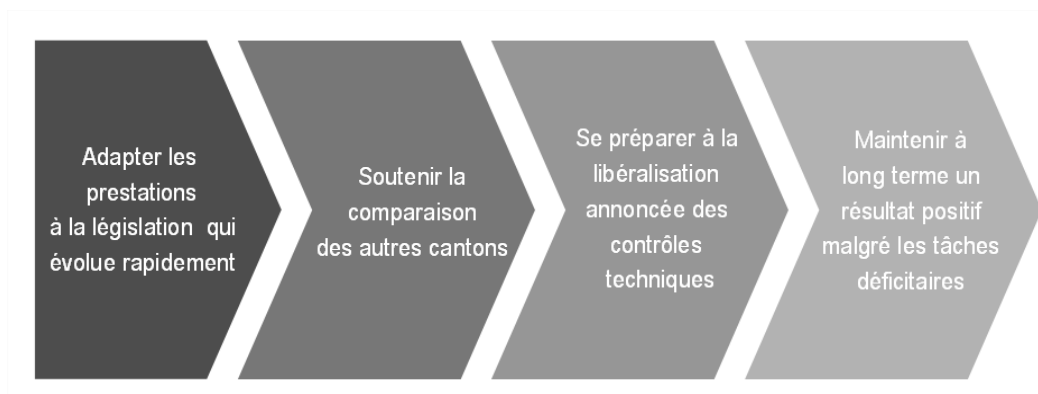 Adapter les
prestations
à la législation qui
évolue rapidement
Soutenir la
comparaison
des autres cantons
Se préparer à la
libéralisation
annoncée des
contrôles
techniques
Maintenir à
long terme un
résultat positif
malgré les tâches
déficitaires